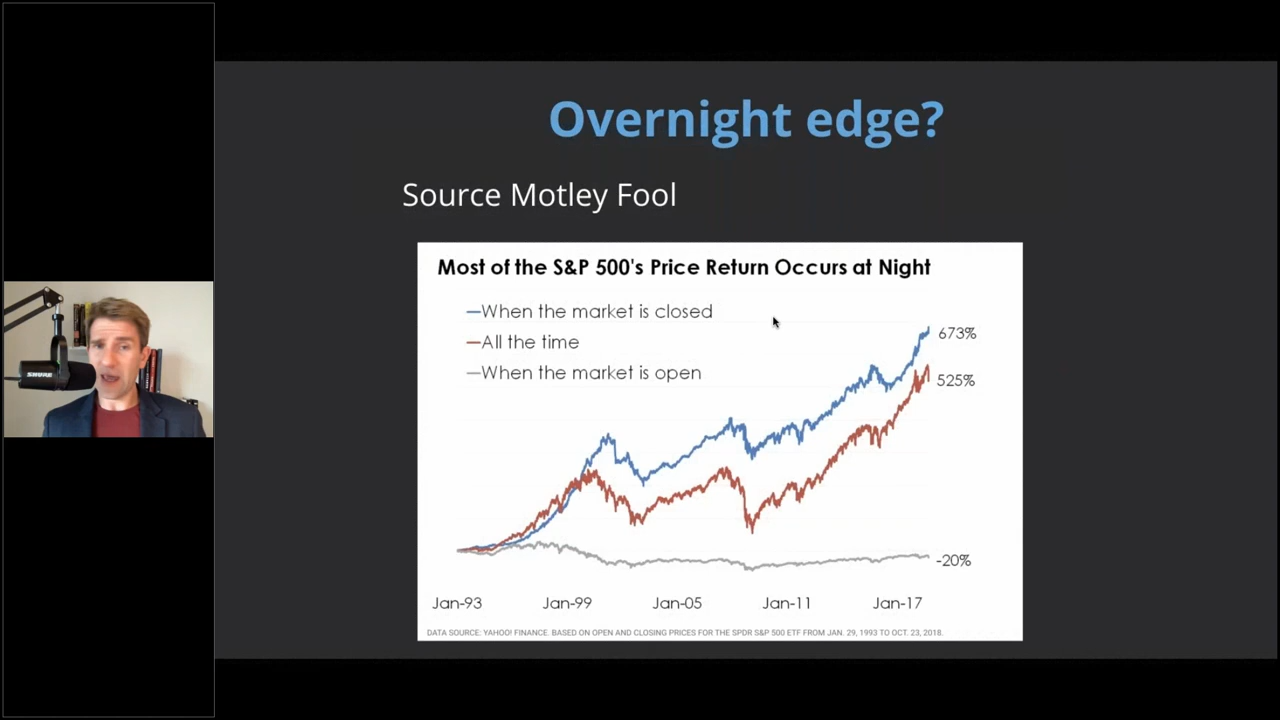 Overnight edge?
Source Motley Fool
Most of the S&P 500's Price Return Occurs at Night
When the market is closed
All the time
When the market is open
673%
525%
-20%
Jan-93 Jan-99 Jan-05 Jan-11 Jan-17
DATA SOURCE: YAHOO! FINANCE. BASED ON OPEN AND CLOSING PRICES FOR THE SPDR S&P 500 ETF FROM JAN. 29, 1993 TO OCT. 23, 2018.
SHURE